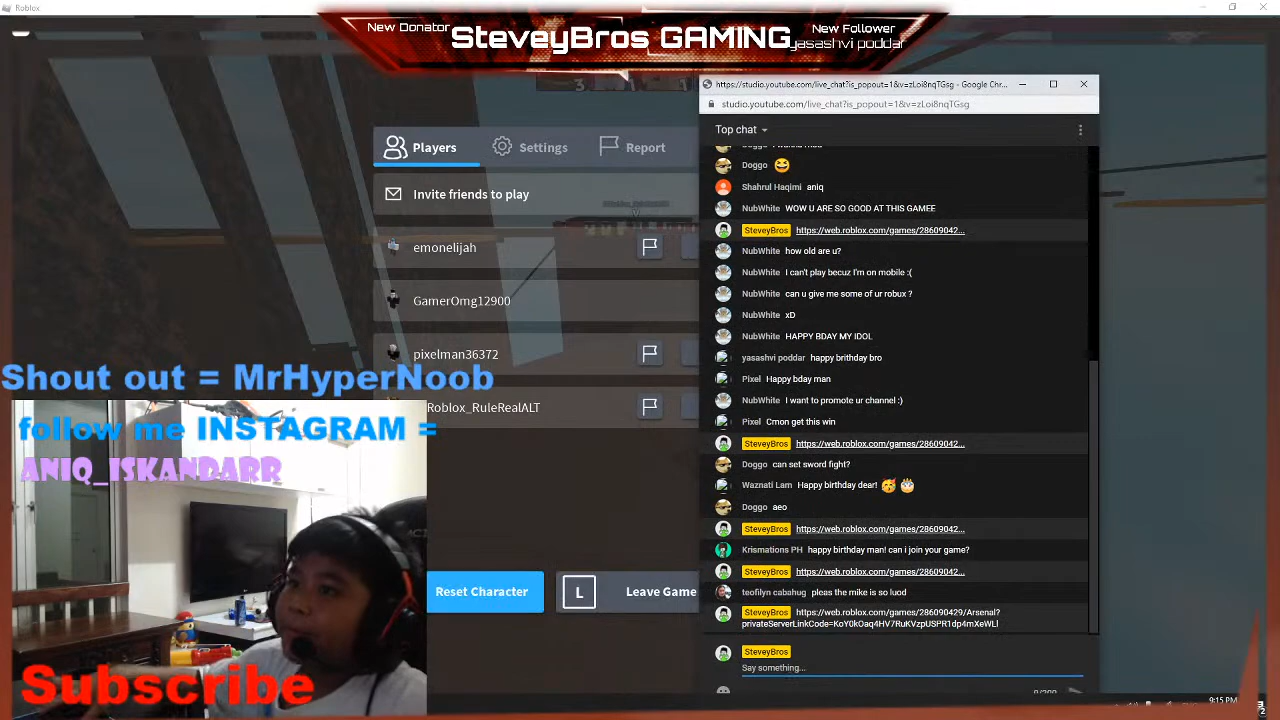 Roblox
New Donator
SteveyBros GAMING
New Follower
yasashvi poddar
https://studio.youtube.com/live_chat?is_popout=1&v=zLoi8nqTGsg - Google Chr...
studio.youtube.com/live_chat?is_popout=1&v=zLoi8nqTGsg
Top chat
Players
Settings
Report
Invite friends to play
emonelijah
GamerOmg12900
pixelman36372
Roblox_RuleRealALT
Reset Character
L
Leave Game
Doggo
Shahrul Haqimi aniq
NubWhite WOW U ARE SO GOOD AT THIS GAMEE
SteveyBros https://web.roblox.com/games/28609042...
NubWhite how old are u?
NubWhite I can't play becuz I'm on mobile :(
NubWhite can u give me some of ur robux ?
NubWhite xD
NubWhite HAPPY BDAY MY IDOL
yasashvi poddar happy brithday bro
Pixel Happy bday man
NubWhite I want to promote ur channel :)
Pixel Cmon get this win
SteveyBros https://web.roblox.com/games/28609042...
Doggo can set sword fight?
Waznati Lam Happy birthday dear! 🥳 🎂
Doggo aeo
SteveyBros https://web.roblox.com/games/28609042...
Krismations PH happy birthday man! can i join your game?
SteveyBros https://web.roblox.com/games/28609042...
teofilyn cabahug pleas the mike is so luod
SteveyBros https://web.roblox.com/games/286090429/Arsenal?
privateServerLinkCode=KoY0kOaq4HV7RuKVzpUSPR1dp4mXeWLl
SteveyBros
Say something...
0/200
Shout out = MrHyperNoob
follow me INSTAGRAM =
ANIQ_ISKANDARR
Subscribe
9:15 PM